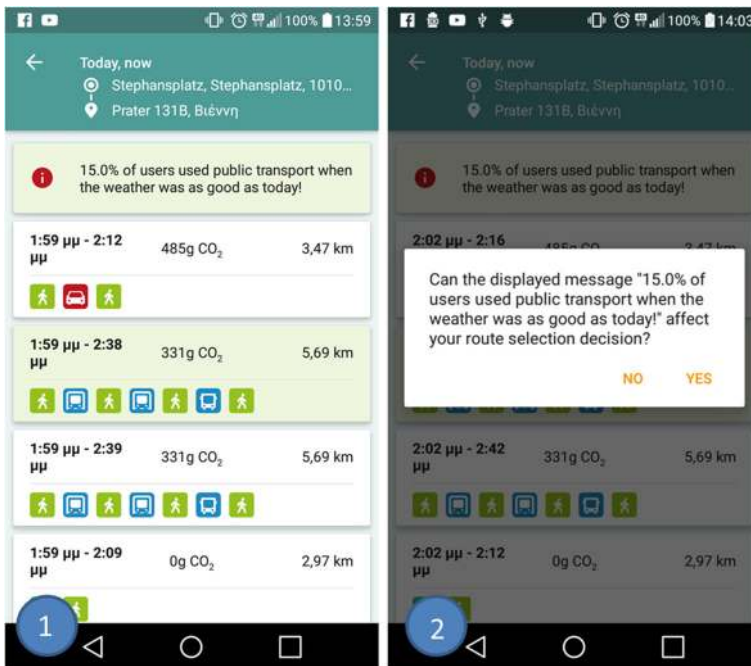 100% 13:59
Today, now
Stephansplatz, Stephansplatz, 1010...
Prater 131B, Βιέννη
15.0% of users used public transport when
the weather was as good as today!
1:59 μμ - 2:12
μμ
485g CO₂
3,47 km
1:59 μμ - 2:38
μμ
331g CO₂
5,69 km
1:59 μμ - 2:39
μμ
331g CO₂
5,69 km
1:59 μμ - 2:09
μμ
0g CO₂
2,97 km
1
100% 14:03
Today, now
Stephansplatz, Stephansplatz, 1010...
Prater 131B, Βιέννη
15.0% of users used public transport when
the weather was as good as today!
2:02 μμ - 2:16
Can the displayed message "15.0% of
users used public transport when the
weather was as good as today!" affect
your route selection decision?
NO YES
2:02 μμ - 2:42
μμ
331g CO₂
5,69 km
2:02 μμ - 2:12
μμ
0g CO₂
2,97 km
2